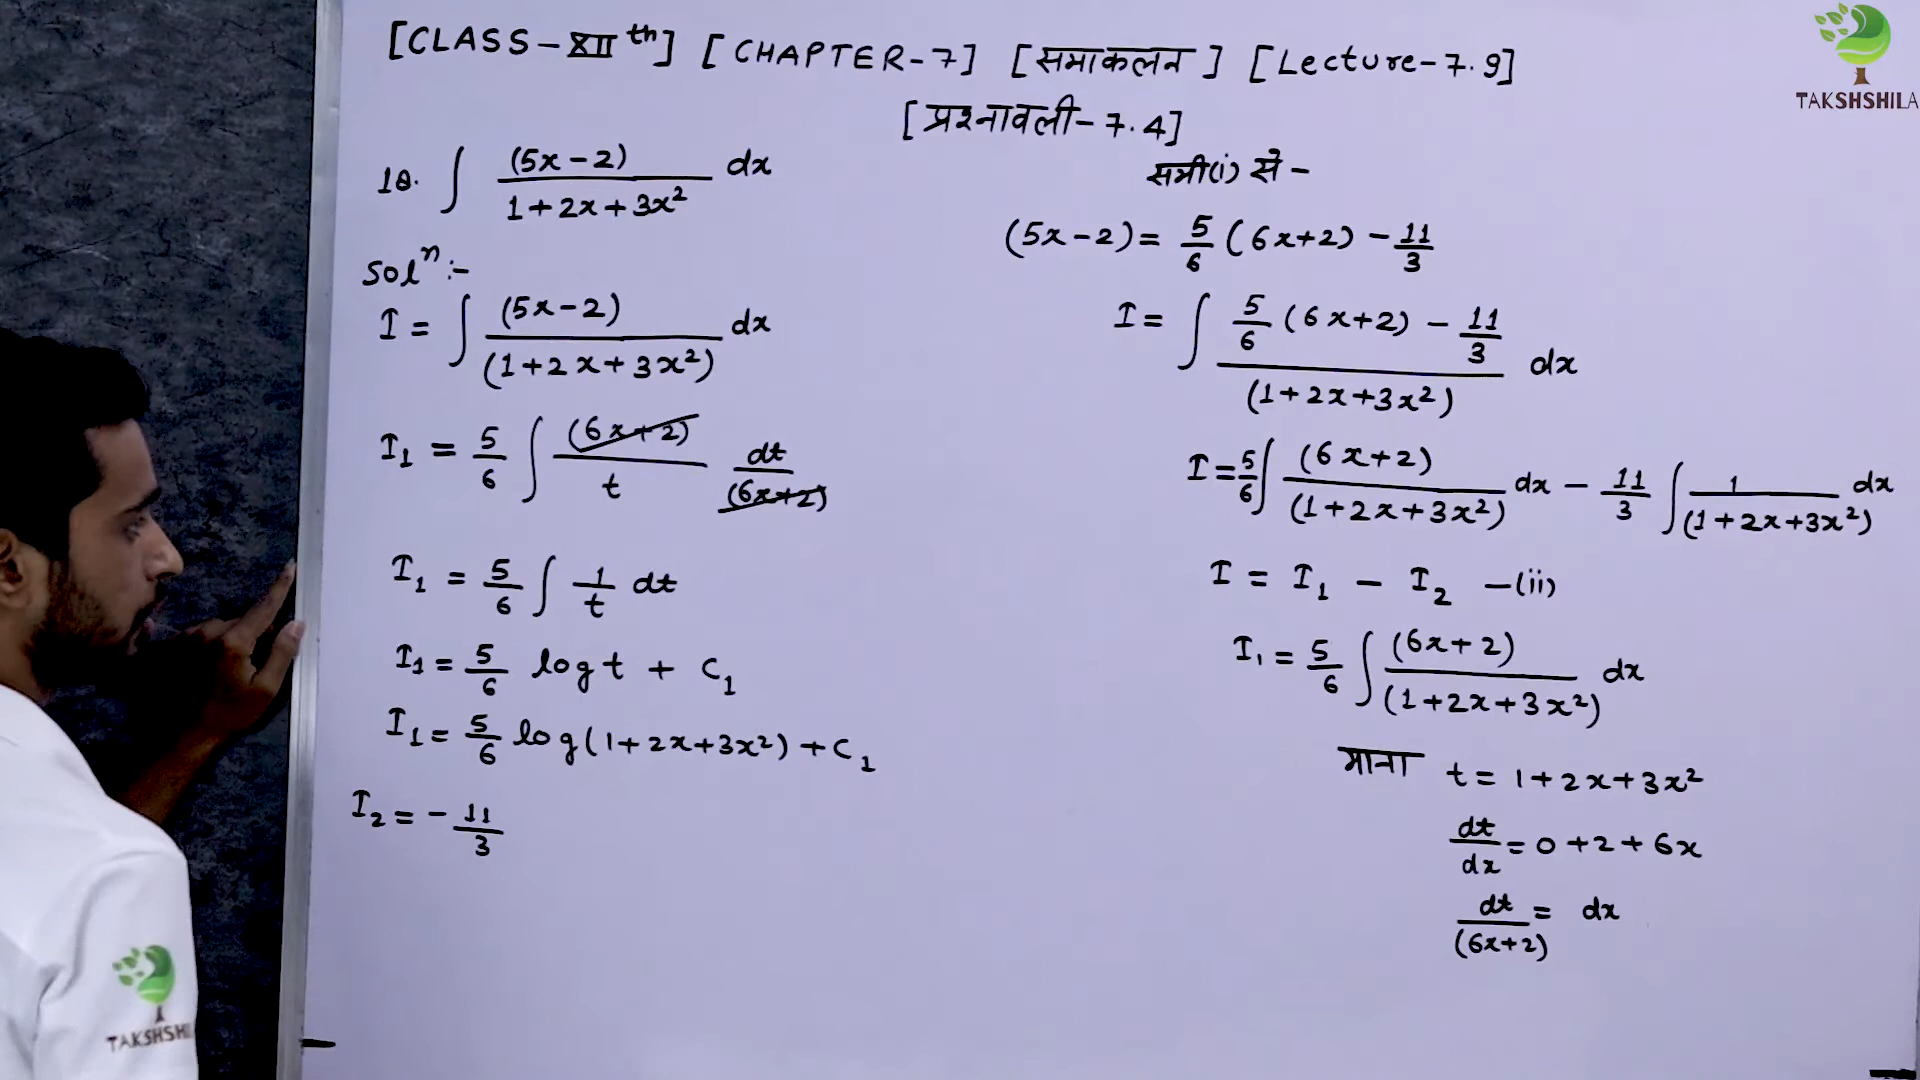 [CLASS-XII th] [CHAPTER-7] [समाकलन] [Lecture-7.9]
[प्रश्नावली-7.4]
TAKSHSHILA
18. ∫ (5x-2)/(1+2x+3x²) dx
Solⁿ:-
I = ∫ (5x-2)/(1+2x+3x²) dx
I₁ = 5/6 ∫ (6x+2)/t dt/(6x+2)
I₁ = 5/6 ∫ 1/t dt
I₁ = 5/6 log t + C₁
I₁ = 5/6 log(1+2x+3x²) + C₁
I₂ = - 11/3
समी(i) से -
(5x-2) = 5/6 (6x+2) - 11/3
I = ∫ (5/6 (6x+2) - 11/3)/(1+2x+3x²) dx
I = 5/6 ∫ (6x+2)/(1+2x+3x²) dx - 11/3 ∫ 1/(1+2x+3x²) dx
I = I₁ - I₂ -(ii)
I₁ = 5/6 ∫ (6x+2)/(1+2x+3x²) dx
माना t = 1+2x+3x²
dt/dx = 0+2+6x
dt/(6x+2) = dx
TAKSHSHI